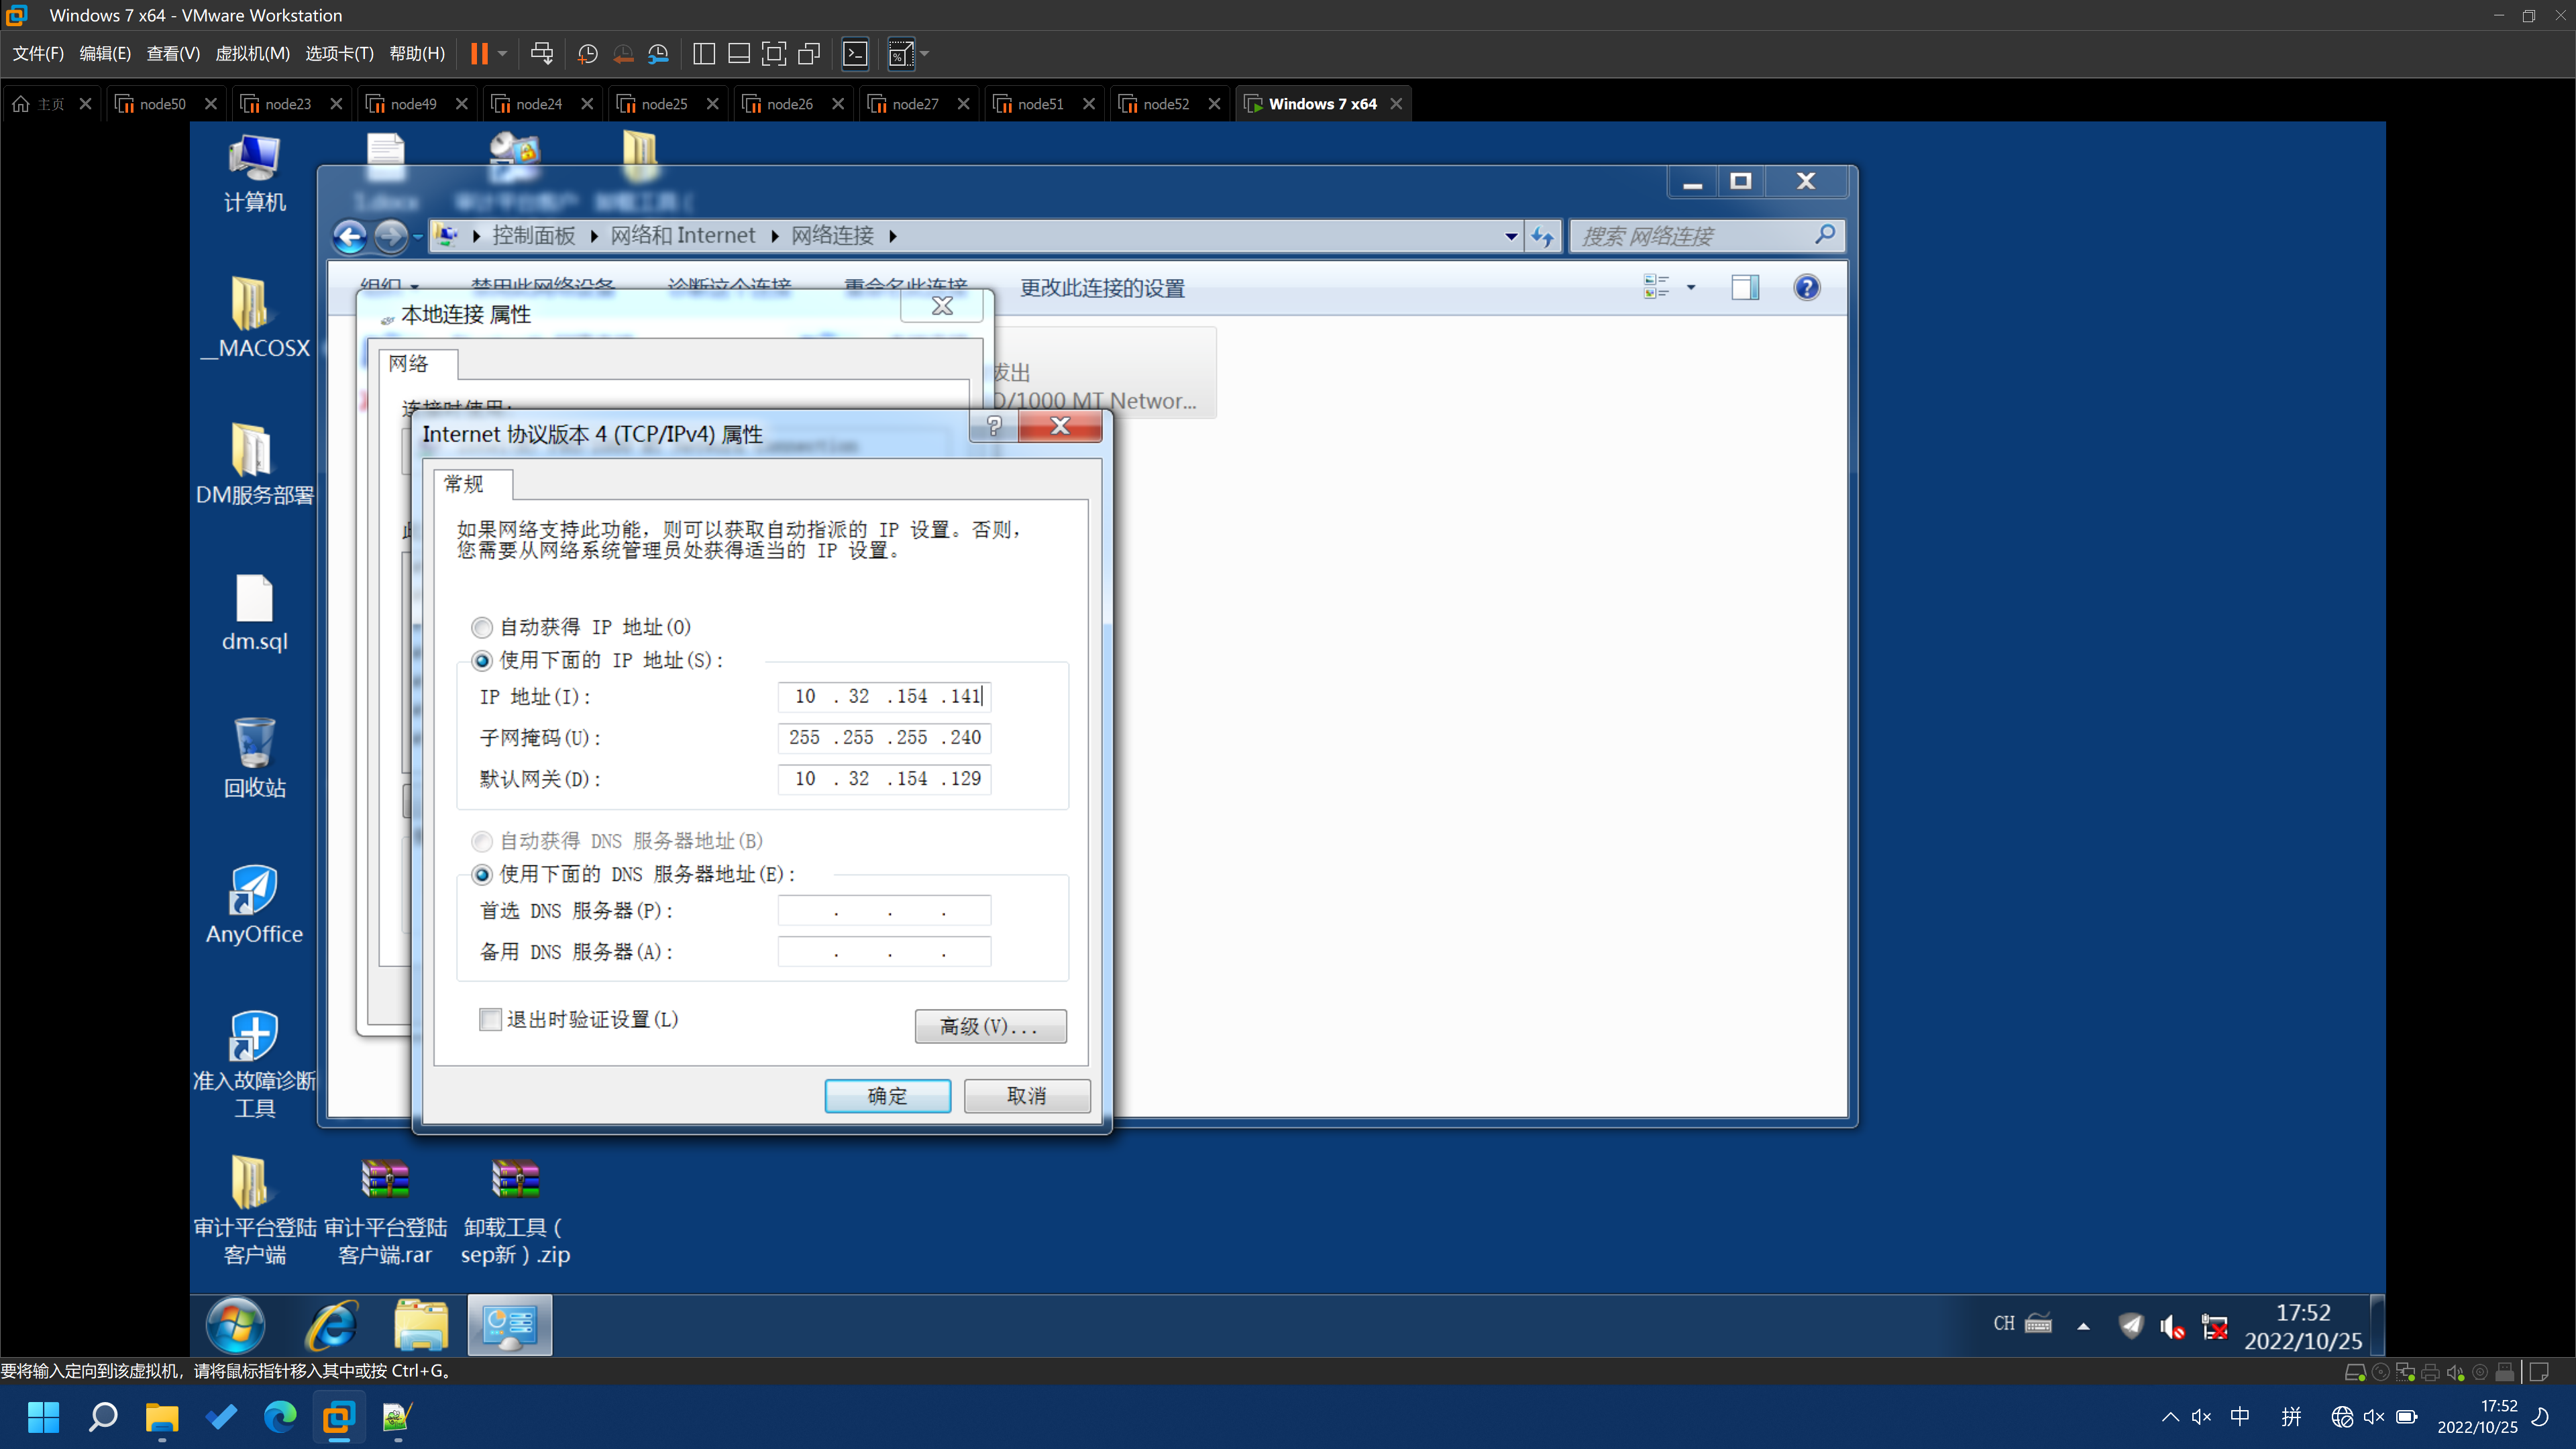 Windows 7 x64 - VMware Workstation
文件(F) 编辑(E) 查看(V) 虚拟机(M) 选项卡(T) 帮助(H)
主页 node50 node23 node49 node24 node25 node26 node27 node51 node52 Windows 7 x64
计算机
1.docx
控制面板 网络和 Internet 网络连接
搜索 网络连接
组织 禁用此网络设备 诊断这个连接 重命名此连接 更改此连接的设置
本地连接 属性
网络
连接时使用:
拔出
0/1000 MT Networ...
Internet 协议版本 4 (TCP/IPv4) 属性
常规
如果网络支持此功能，则可以获取自动指派的 IP 设置。否则，
您需要从网络系统管理员处获得适当的 IP 设置。
自动获得 IP 地址(O)
使用下面的 IP 地址(S):
IP 地址(I): 10 . 32 .154 .141
子网掩码(U): 255 .255 .255 .240
默认网关(D): 10 . 32 .154 .129
自动获得 DNS 服务器地址(B)
使用下面的 DNS 服务器地址(E):
首选 DNS 服务器(P): . . .
备用 DNS 服务器(A): . . .
退出时验证设置(L)
高级(V)...
确定 取消
__MACOSX
DM服务部署
dm.sql
回收站
AnyOffice
准入故障诊断
工具
审计平台登陆
客户端
审计平台登陆
客户端.rar
卸载工具（
sep新）.zip
CH
17:52
2022/10/25
要将输入定向到该虚拟机，请将鼠标指针移入其中或按 Ctrl+G。
中 拼
17:52
2022/10/25